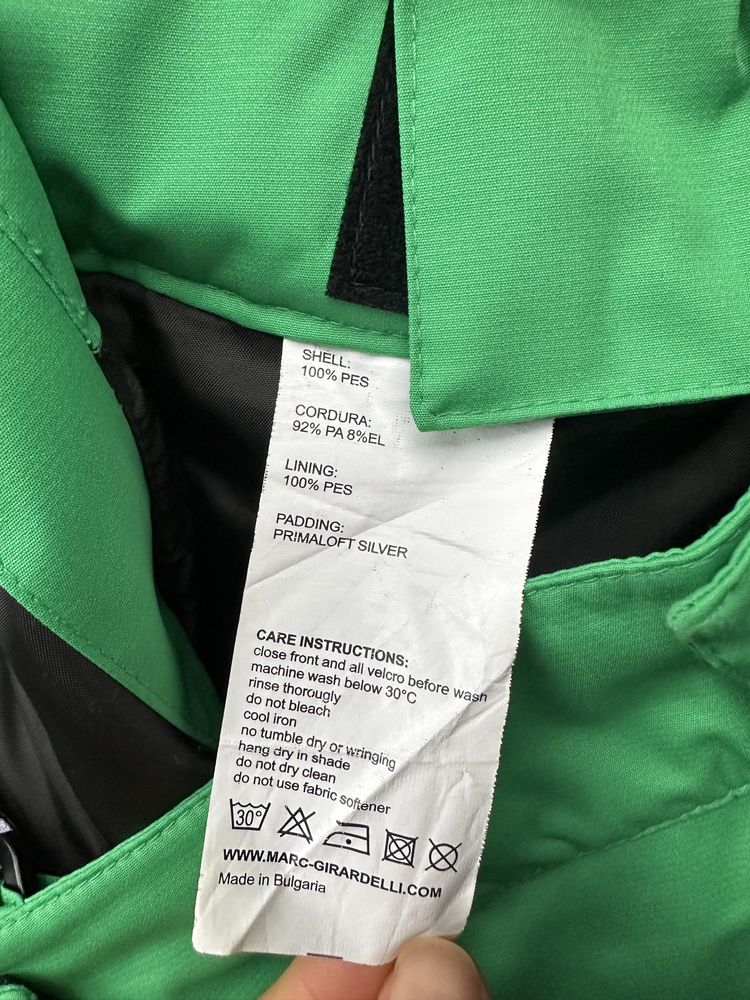 SHELL:
100% PES
CORDURA:
92% PA 8%EL
LINING:
100% PES
PADDING:
PRIMALOFT SILVER
CARE INSTRUCTIONS:
close front and all velcro before wash
machine wash below 30°C
rinse thorougly
do not bleach
cool iron
no tumble dry or wringing
hang dry in shade
do not dry clean
do not use fabric softener
30°
WWW.MARC-GIRARDELLI.COM
Made in Bulgaria